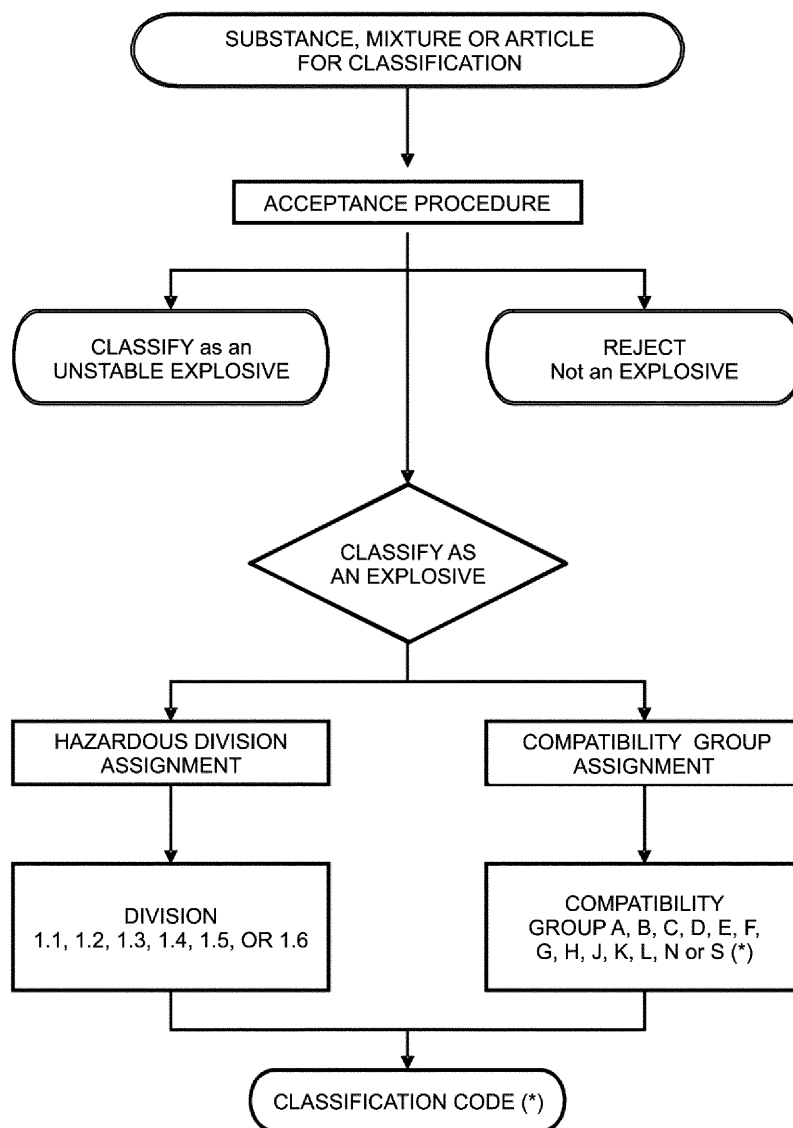 SUBSTANCE, MIXTURE OR ARTICLE
FOR CLASSIFICATION
ACCEPTANCE PROCEDURE
CLASSIFY as an
UNSTABLE EXPLOSIVE
REJECT
Not an EXPLOSIVE
CLASSIFY AS
AN EXPLOSIVE
HAZARDOUS DIVISION
ASSIGNMENT
COMPATIBILITY GROUP
ASSIGNMENT
DIVISION
1.1, 1.2, 1.3, 1.4, 1.5, OR 1.6
COMPATIBILITY
GROUP A, B, C, D, E, F,
G, H, J, K, L, N or S (*)
CLASSIFICATION CODE (*)